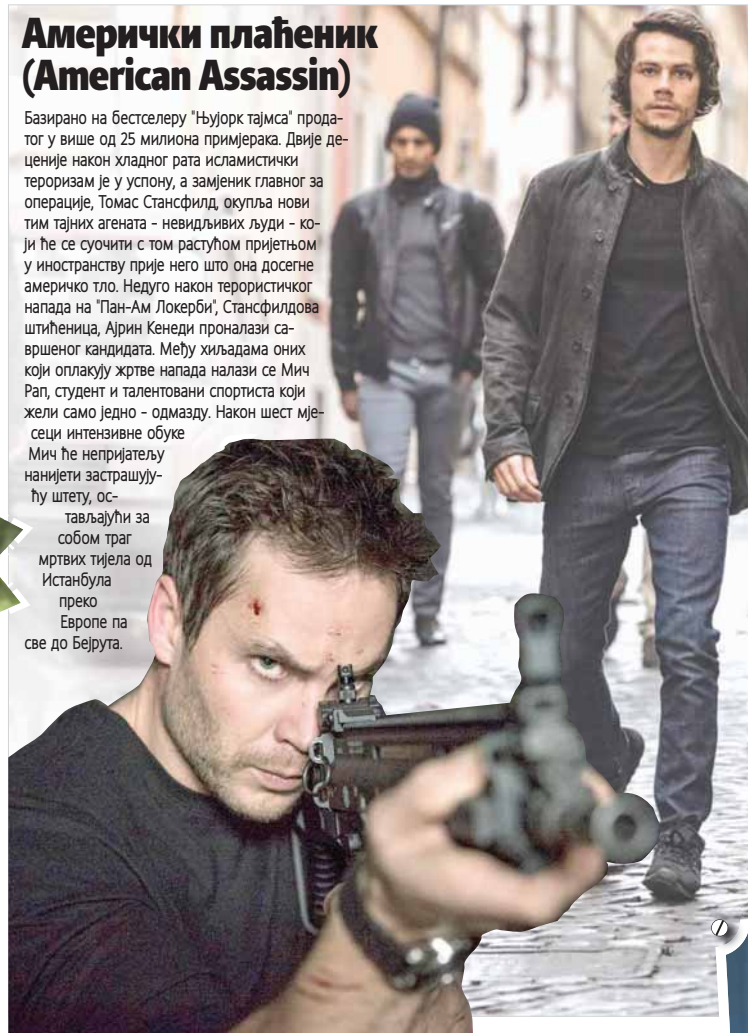 Амерички плаћеник
(American Assassin)
Базирано на бестселеру "Њујорк тајмса" прода-
тог у више од 25 милиона примјерака. Двије де-
ценије након хладног рата исламистички
тероризам је у успону, а замјеник главног за
операције, Томас Стансфилд, окупља нови
тим тајних агената - невидљивих људи - ко-
ји ће се суочити с том растућом пријетњом
у иностранству прије него што она досегне
америчко тло. Недуго након терористичког
напада на "Пан-Ам Локерби", Стансфилдова
штићеница, Ајрин Кенеди проналази са-
вршеног кандидата. Међу хиљадама оних
који оплакују жртве напада налази се Мич
Рап, студент и талентовани спортиста који
жели само једно - одмазду. Након шест мје-
сеци интензивне обуке
Мич ће непријатељу
нанијети застрашују-
ћу штету, ос-
тављајући за
собом траг
мртвих тијела од
Истанбула
преко
Европе па
све до Бејрута.